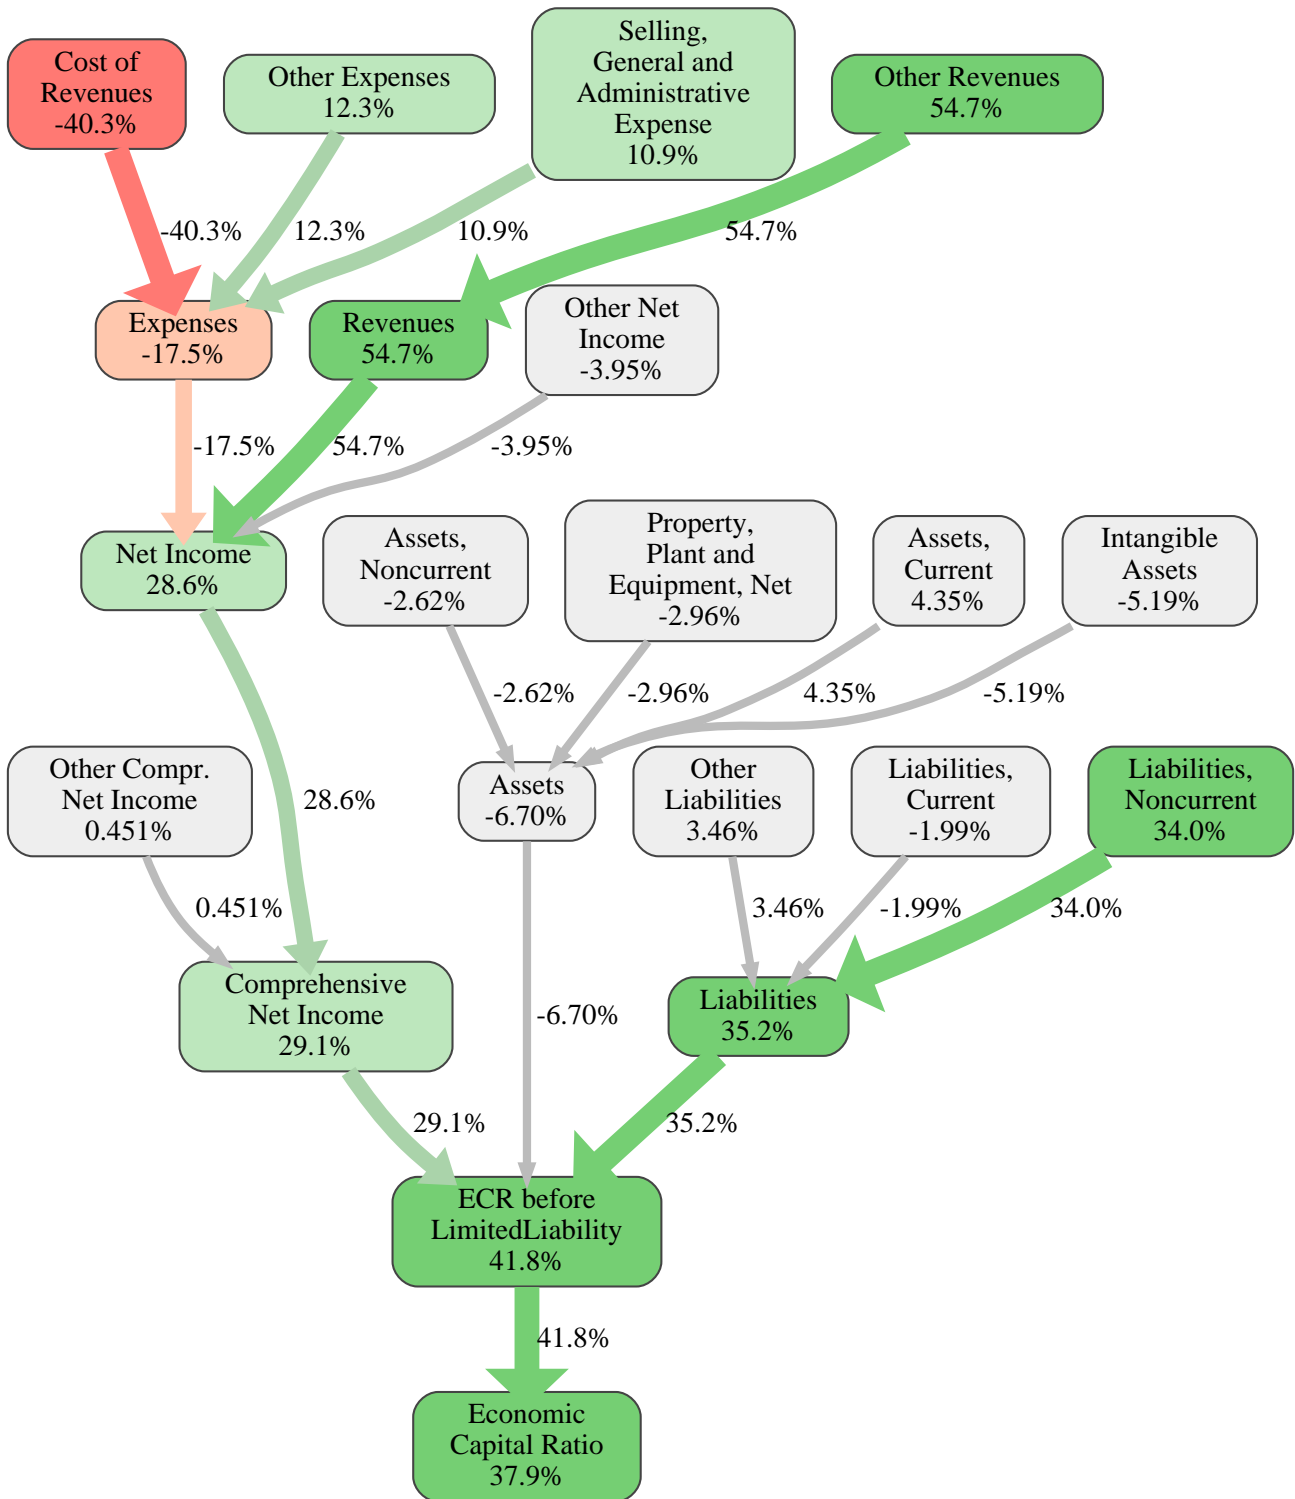 Cost of
Revenues
-40.3%
Other Expenses
12.3%
Selling,
General and
Administrative
Expense
10.9%
Other Revenues
54.7%
-40.3%
12.3%
10.9%
54.7%
Expenses
-17.5%
Revenues
54.7%
Other Net
Income
-3.95%
-17.5%
54.7%
-3.95%
Net Income
28.6%
Assets,
Noncurrent
-2.62%
Property,
Plant and
Equipment, Net
-2.96%
Assets,
Current
4.35%
Intangible
Assets
-5.19%
-2.62%
-2.96%
4.35%
-5.19%
Other Compr.
Net Income
0.451%
28.6%
Assets
-6.70%
Other
Liabilities
3.46%
Liabilities,
Current
-1.99%
Liabilities,
Noncurrent
34.0%
0.451%
3.46%
-1.99%
34.0%
Comprehensive
Net Income
29.1%
-6.70%
Liabilities
35.2%
29.1%
35.2%
ECR before
LimitedLiability
41.8%
41.8%
Economic
Capital Ratio
37.9%